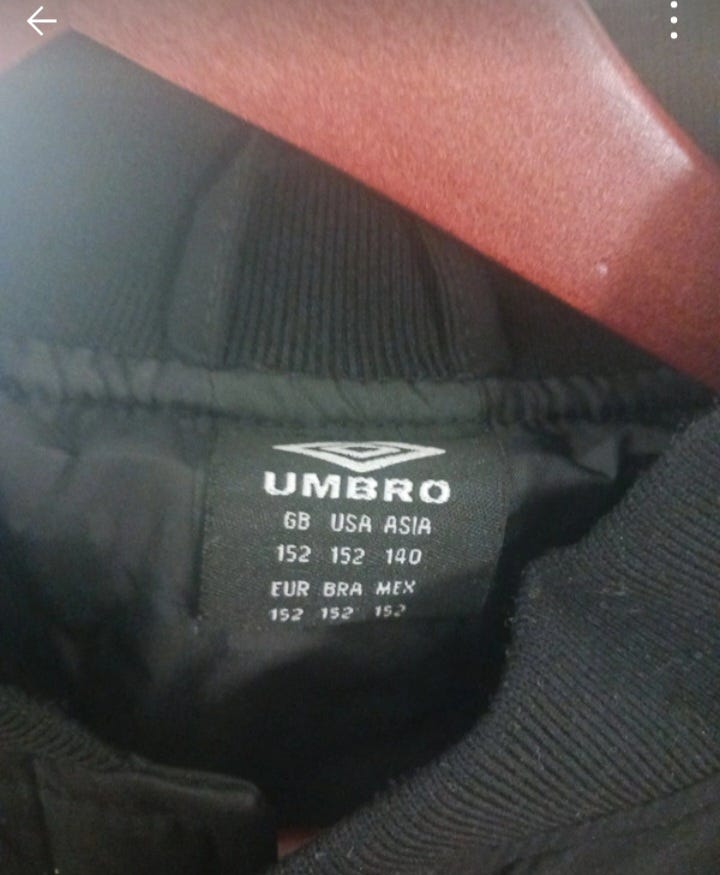 UMBRO
GB USA ASIA
152 152 140
EUR BRA MEX
152 152 152